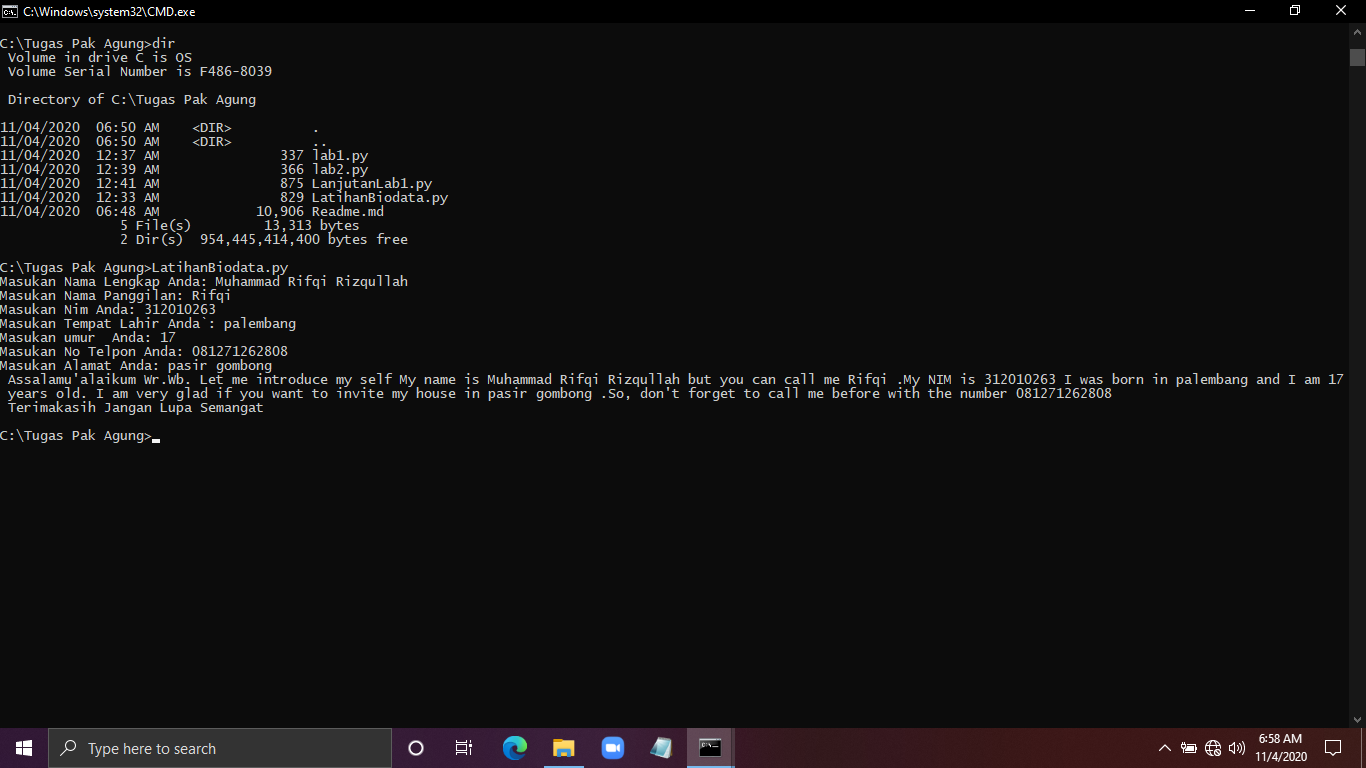 C:\Windows\system32\CMD.exe
C:\Tugas Pak Agung>dir
Volume in drive C is OS
Volume Serial Number is F486-8039
Directory of C:\Tugas Pak Agung
11/04/2020  06:50 AM    <DIR>          .
11/04/2020  06:50 AM    <DIR>          ..
11/04/2020  12:37 AM               337 lab1.py
11/04/2020  12:39 AM               366 lab2.py
11/04/2020  12:41 AM               875 LanjutanLab1.py
11/04/2020  12:33 AM               829 LatihanBiodata.py
11/04/2020  06:48 AM            10,906 Readme.md
5 File(s)         13,313 bytes
2 Dir(s)  954,445,414,400 bytes free
C:\Tugas Pak Agung>LatihanBiodata.py
Masukan Nama Lengkap Anda: Muhammad Rifqi Rizqullah
Masukan Nama Panggilan: Rifqi
Masukan Nim Anda: 312010263
Masukan Tempat Lahir Anda`: palembang
Masukan umur  Anda: 17
Masukan No Telpon Anda: 081271262808
Masukan Alamat Anda: pasir gombong
Assalamu'alaikum Wr.Wb. Let me introduce my self My name is Muhammad Rifqi Rizqullah but you can call me Rifqi .My NIM is 312010263 I was born in palembang and I am 17
years old. I am very glad if you want to invite my house in pasir gombong .So, don't forget to call me before with the number 081271262808
Terimakasih Jangan Lupa Semangat
C:\Tugas Pak Agung>
Type here to search
6:58 AM
11/4/2020